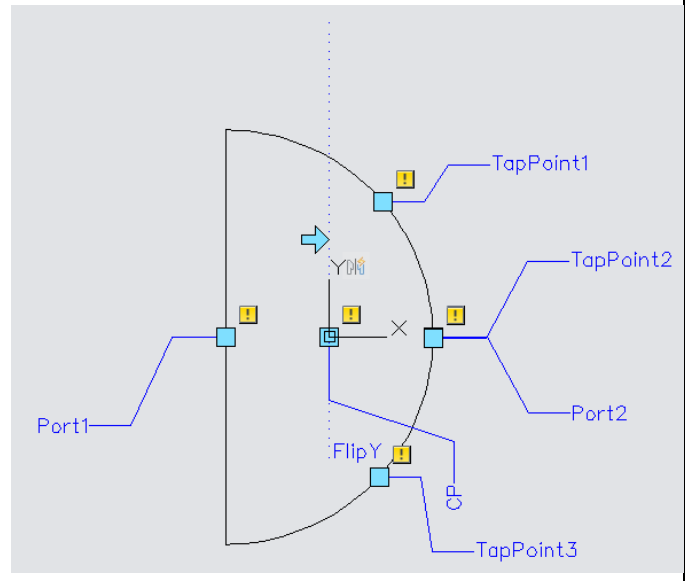 TapPoint1
TapPoint2
Y
X
Port1
Port2
FlipY
CP
TapPoint3